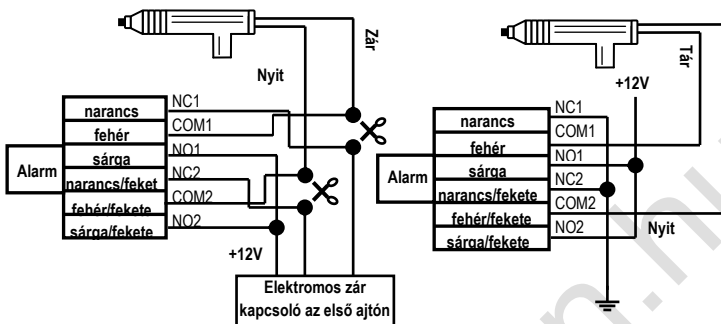 Zár
Nyit
narancs
fehér
sárga
narancs/feket
fehér/fekete
sárga/fekete
Alarm
NC1
COM1
NO1
NC2
COM2
NO2
+12V
Elektromos zár
kapcsoló az első ajtón
Tár
+12V
narancs
fehér
sárga
narancs/fekete
fehér/fekete
sárga/fekete
Alarm
NC1
COM1
NO1
NC2
COM2
NO2
Nyit